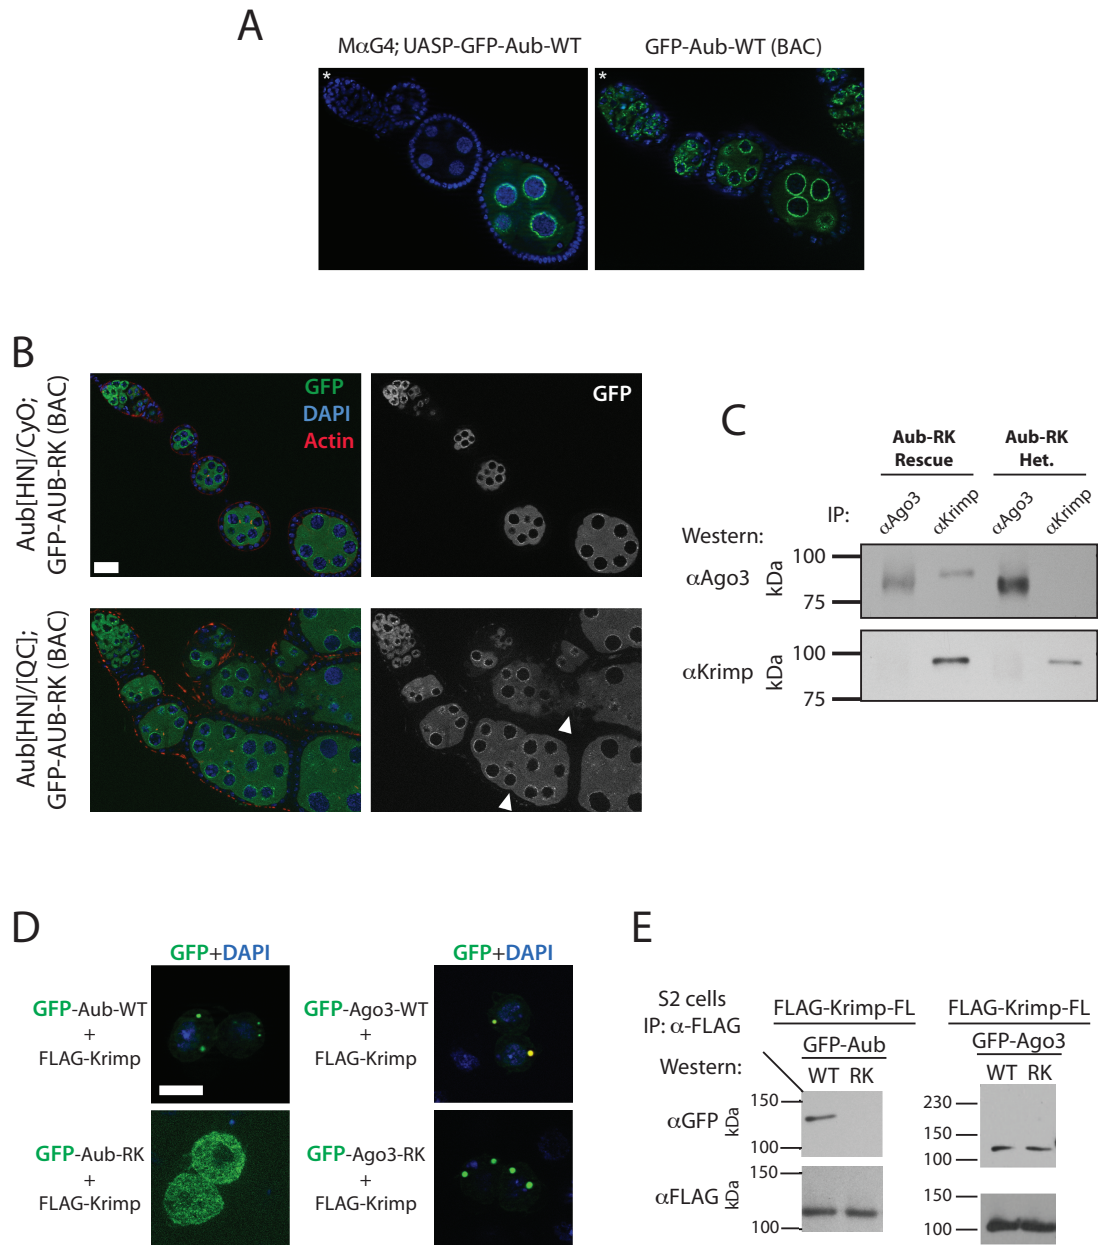 A
MαG4; UASP-GFP-Aub-WT
GFP-Aub-WT (BAC)
*
*
B
Aub[HN]/CyO;
GFP-AUB-RK (BAC)
GFP
DAPI
Actin
GFP
Aub[HN]/[QC];
GFP-AUB-RK (BAC)
C
Aub-RK
Rescue
Aub-RK
Het.
IP:
αAgo3
αKrimp
αAgo3
αKrimp
Western:
αAgo3
kDa
100
75
αKrimp
kDa
100
75
D
GFP+DAPI
GFP+DAPI
GFP-Aub-WT
+
FLAG-Krimp
GFP-Ago3-WT
+
FLAG-Krimp
GFP-Aub-RK
+
FLAG-Krimp
GFP-Ago3-RK
+
FLAG-Krimp
E
S2 cells
IP: α-FLAG
FLAG-Krimp-FL
FLAG-Krimp-FL
GFP-Aub
GFP-Ago3
Western:
WT RK
WT RK
αGFP
kDa
150
100
230
150
100
αFLAG
kDa
150
100
150
100